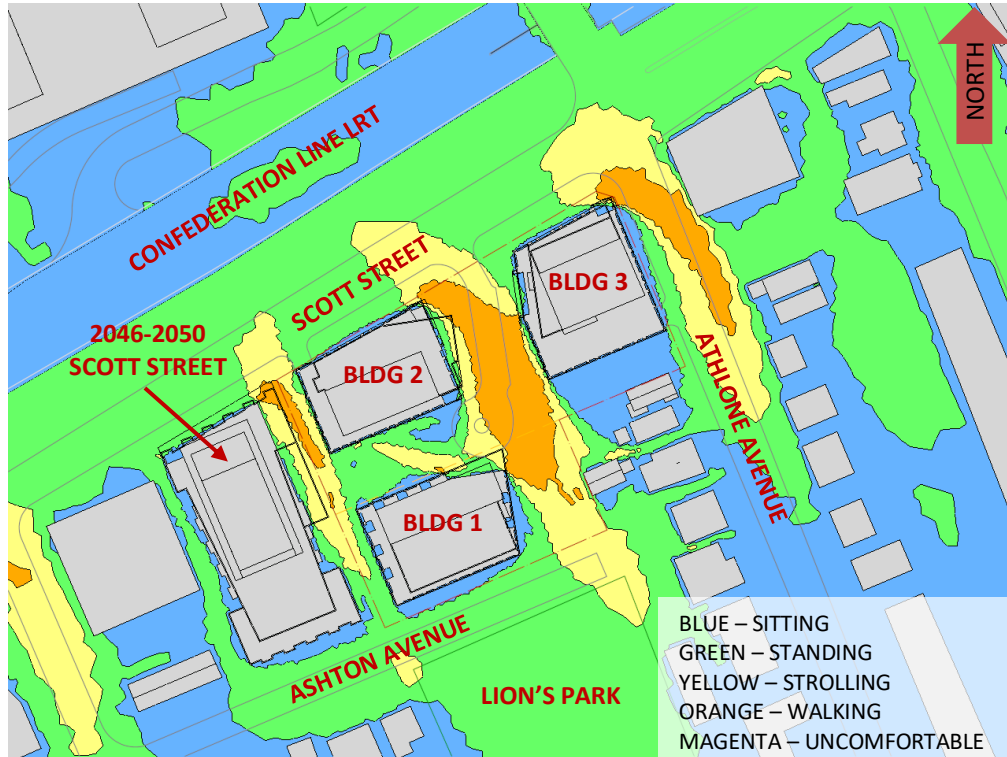 NORTH
CONFEDERATION LINE LRT
SCOTT STREET
BLDG 3
2046-2050
SCOTT STREET
BLDG 2
ATHLONE AVENUE
BLDG 1
ASHTON AVENUE
LION'S PARK
BLUE – SITTING
GREEN – STANDING
YELLOW – STROLLING
ORANGE – WALKING
MAGENTA – UNCOMFORTABLE